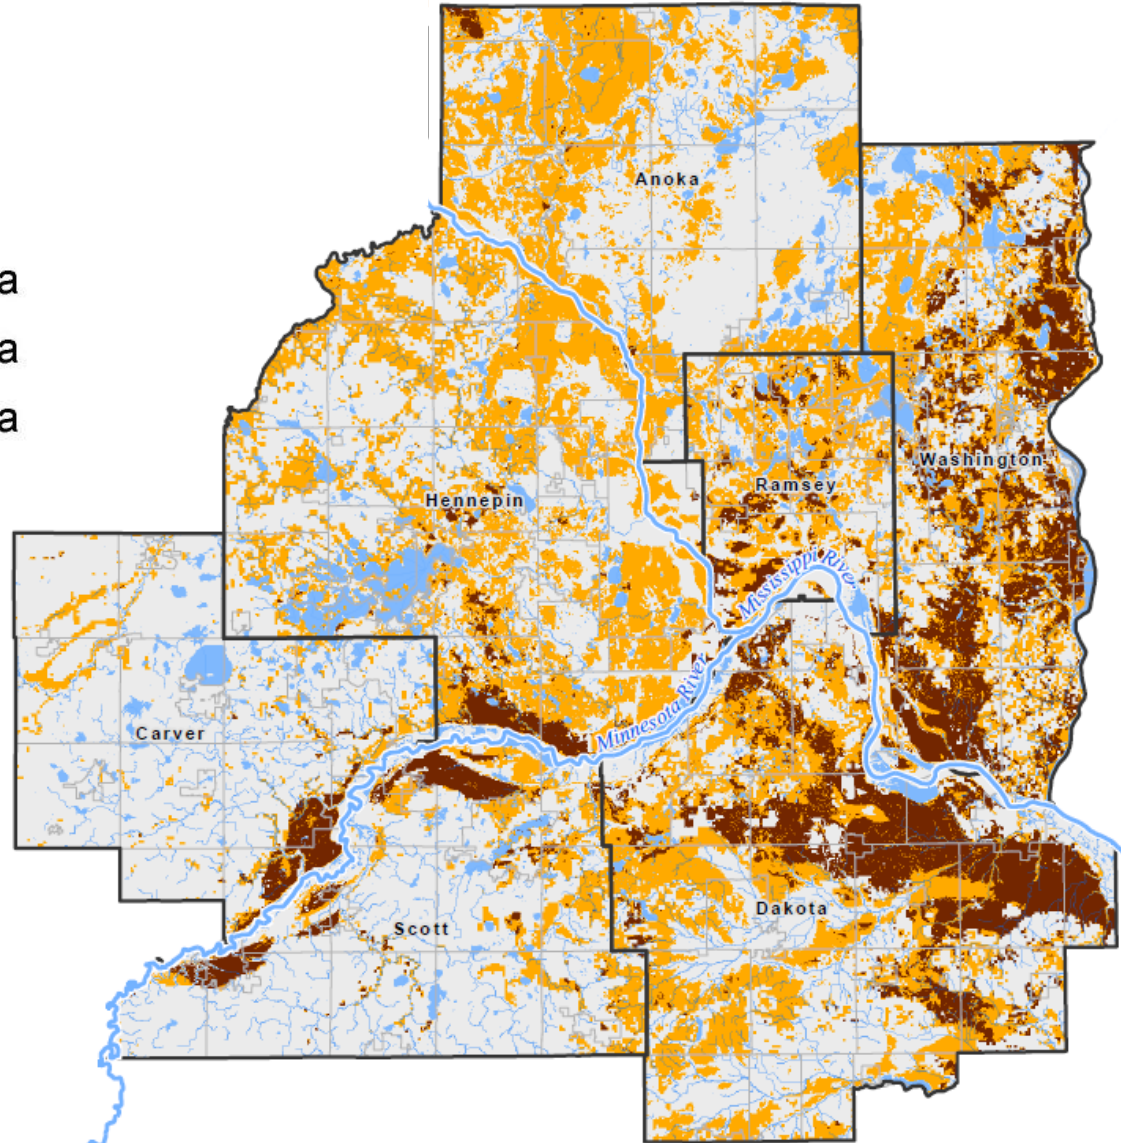 Anoka
a
a
a
Washington
Ramsey
Hennepin
Mississippi River
Minnesota River
Carver
Dakota
Scott